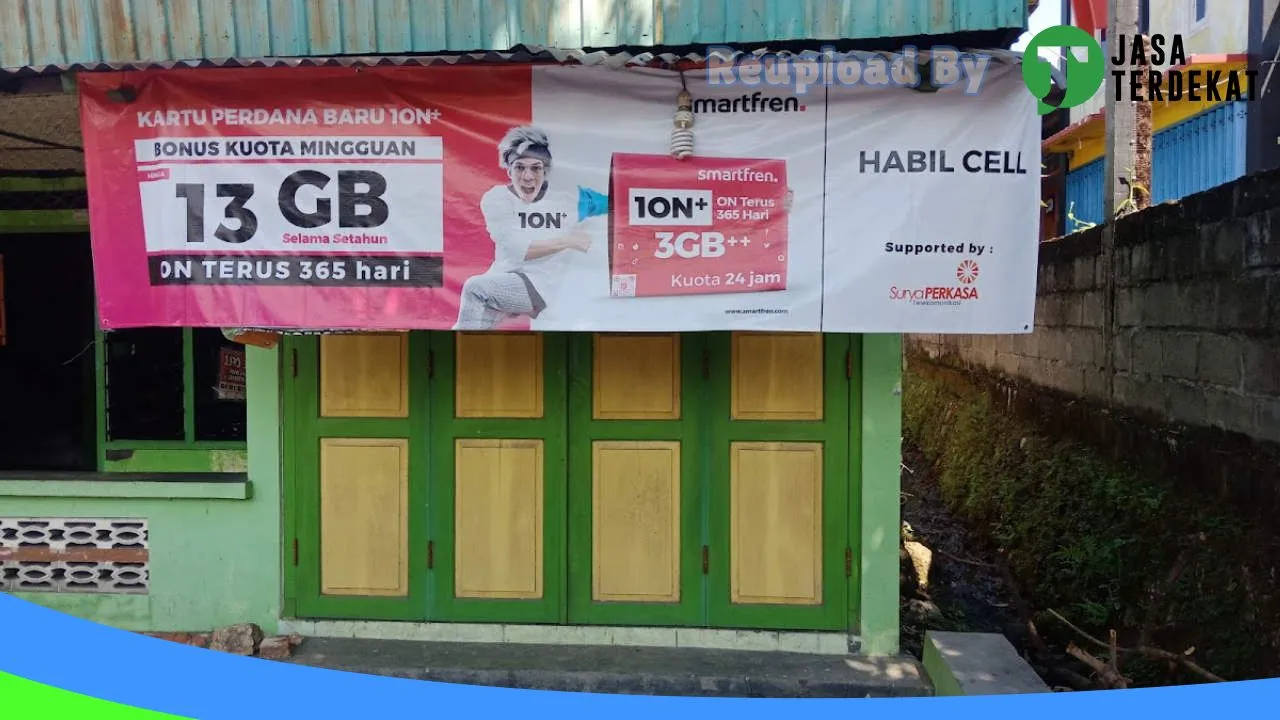 Reupload By
JASA
TERDEKAT
KARTU PERDANA BARU 1ON+
BONUS KUOTA MINGGUAN
13 GB
Selama Setahun
ON TERUS 365 hari
1ON+
smartfren.
smartfren.
1ON+ ON Terus
365 Hari
3GB++
Kuota 24 jam
www.smartfren.com
HABIL CELL
Supported by :
Surya PERKASA